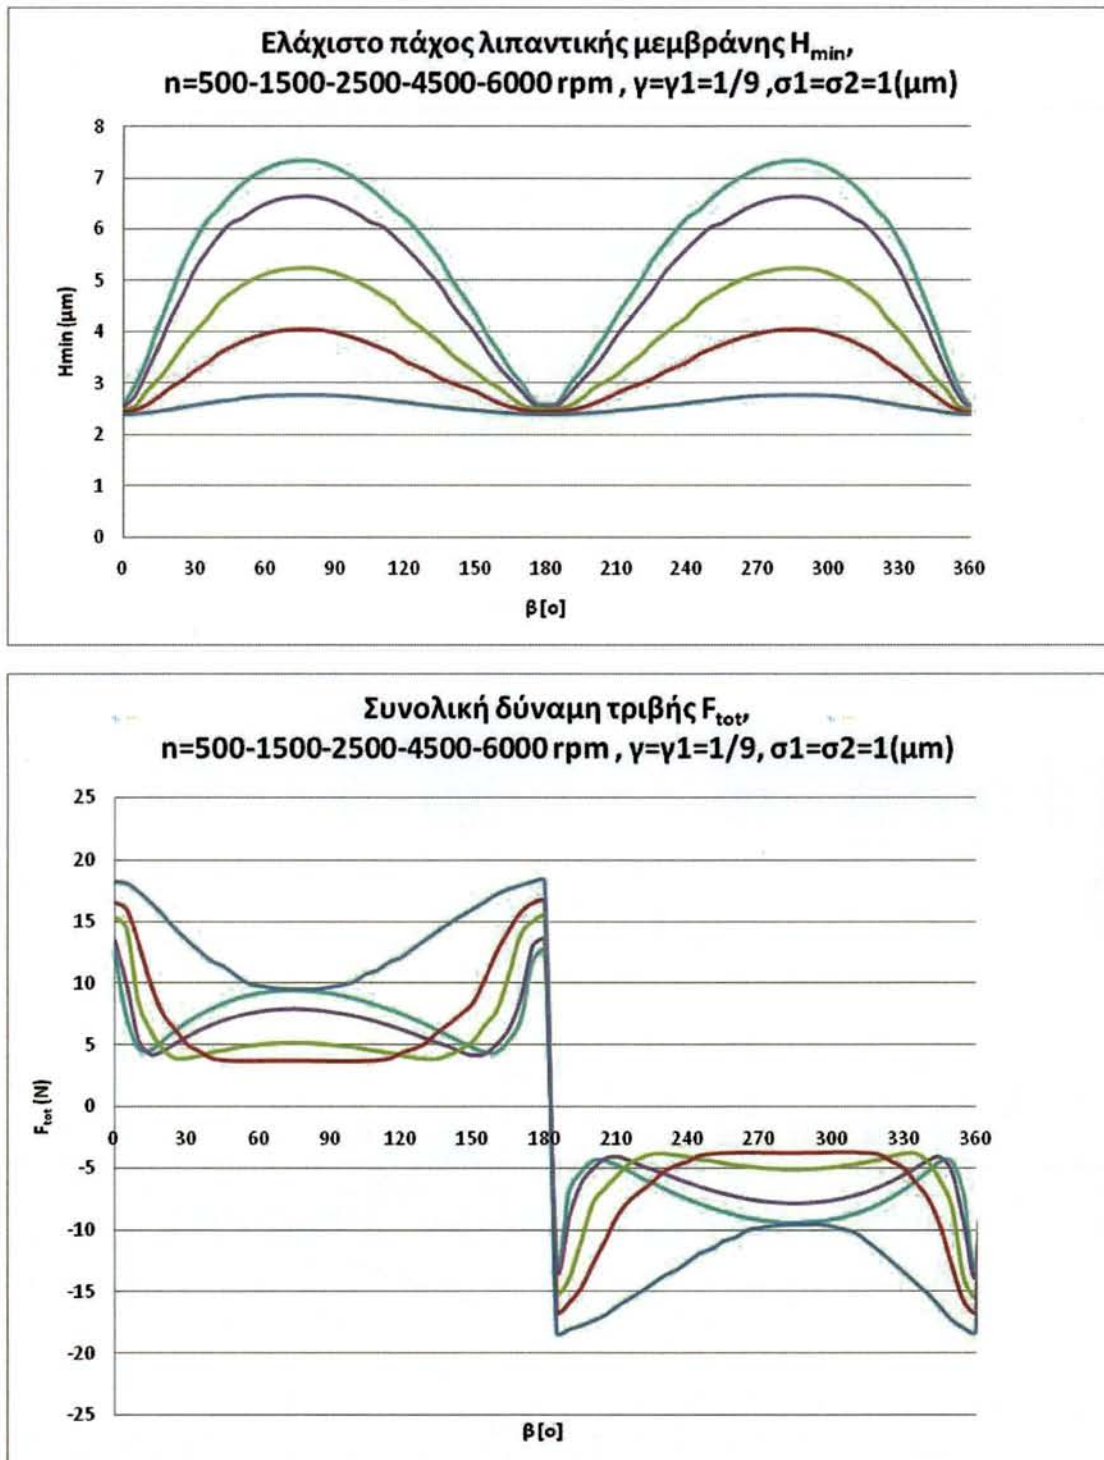 Ελάχιστο πάχος λιπαντικής μεμβράνης Hmin,
n=500-1500-2500-4500-6000 rpm , γ=γ1=1/9 ,σ1=σ2=1(μm)
8
7
6
5
4
3
2
1
0
Hmin (μm)
0 30 60 90 120 150 180 210 240 270 300 330 360
β[ο]
Συνολική δύναμη τριβής Ftot,
n=500-1500-2500-4500-6000 rpm , γ=γ1=1/9, σ1=σ2=1(μm)
25
20
15
10
5
0
-5
-10
-15
-20
-25
Ftot (N)
0 30 60 90 120 150 180 210 240 270 300 330 360
β[ο]